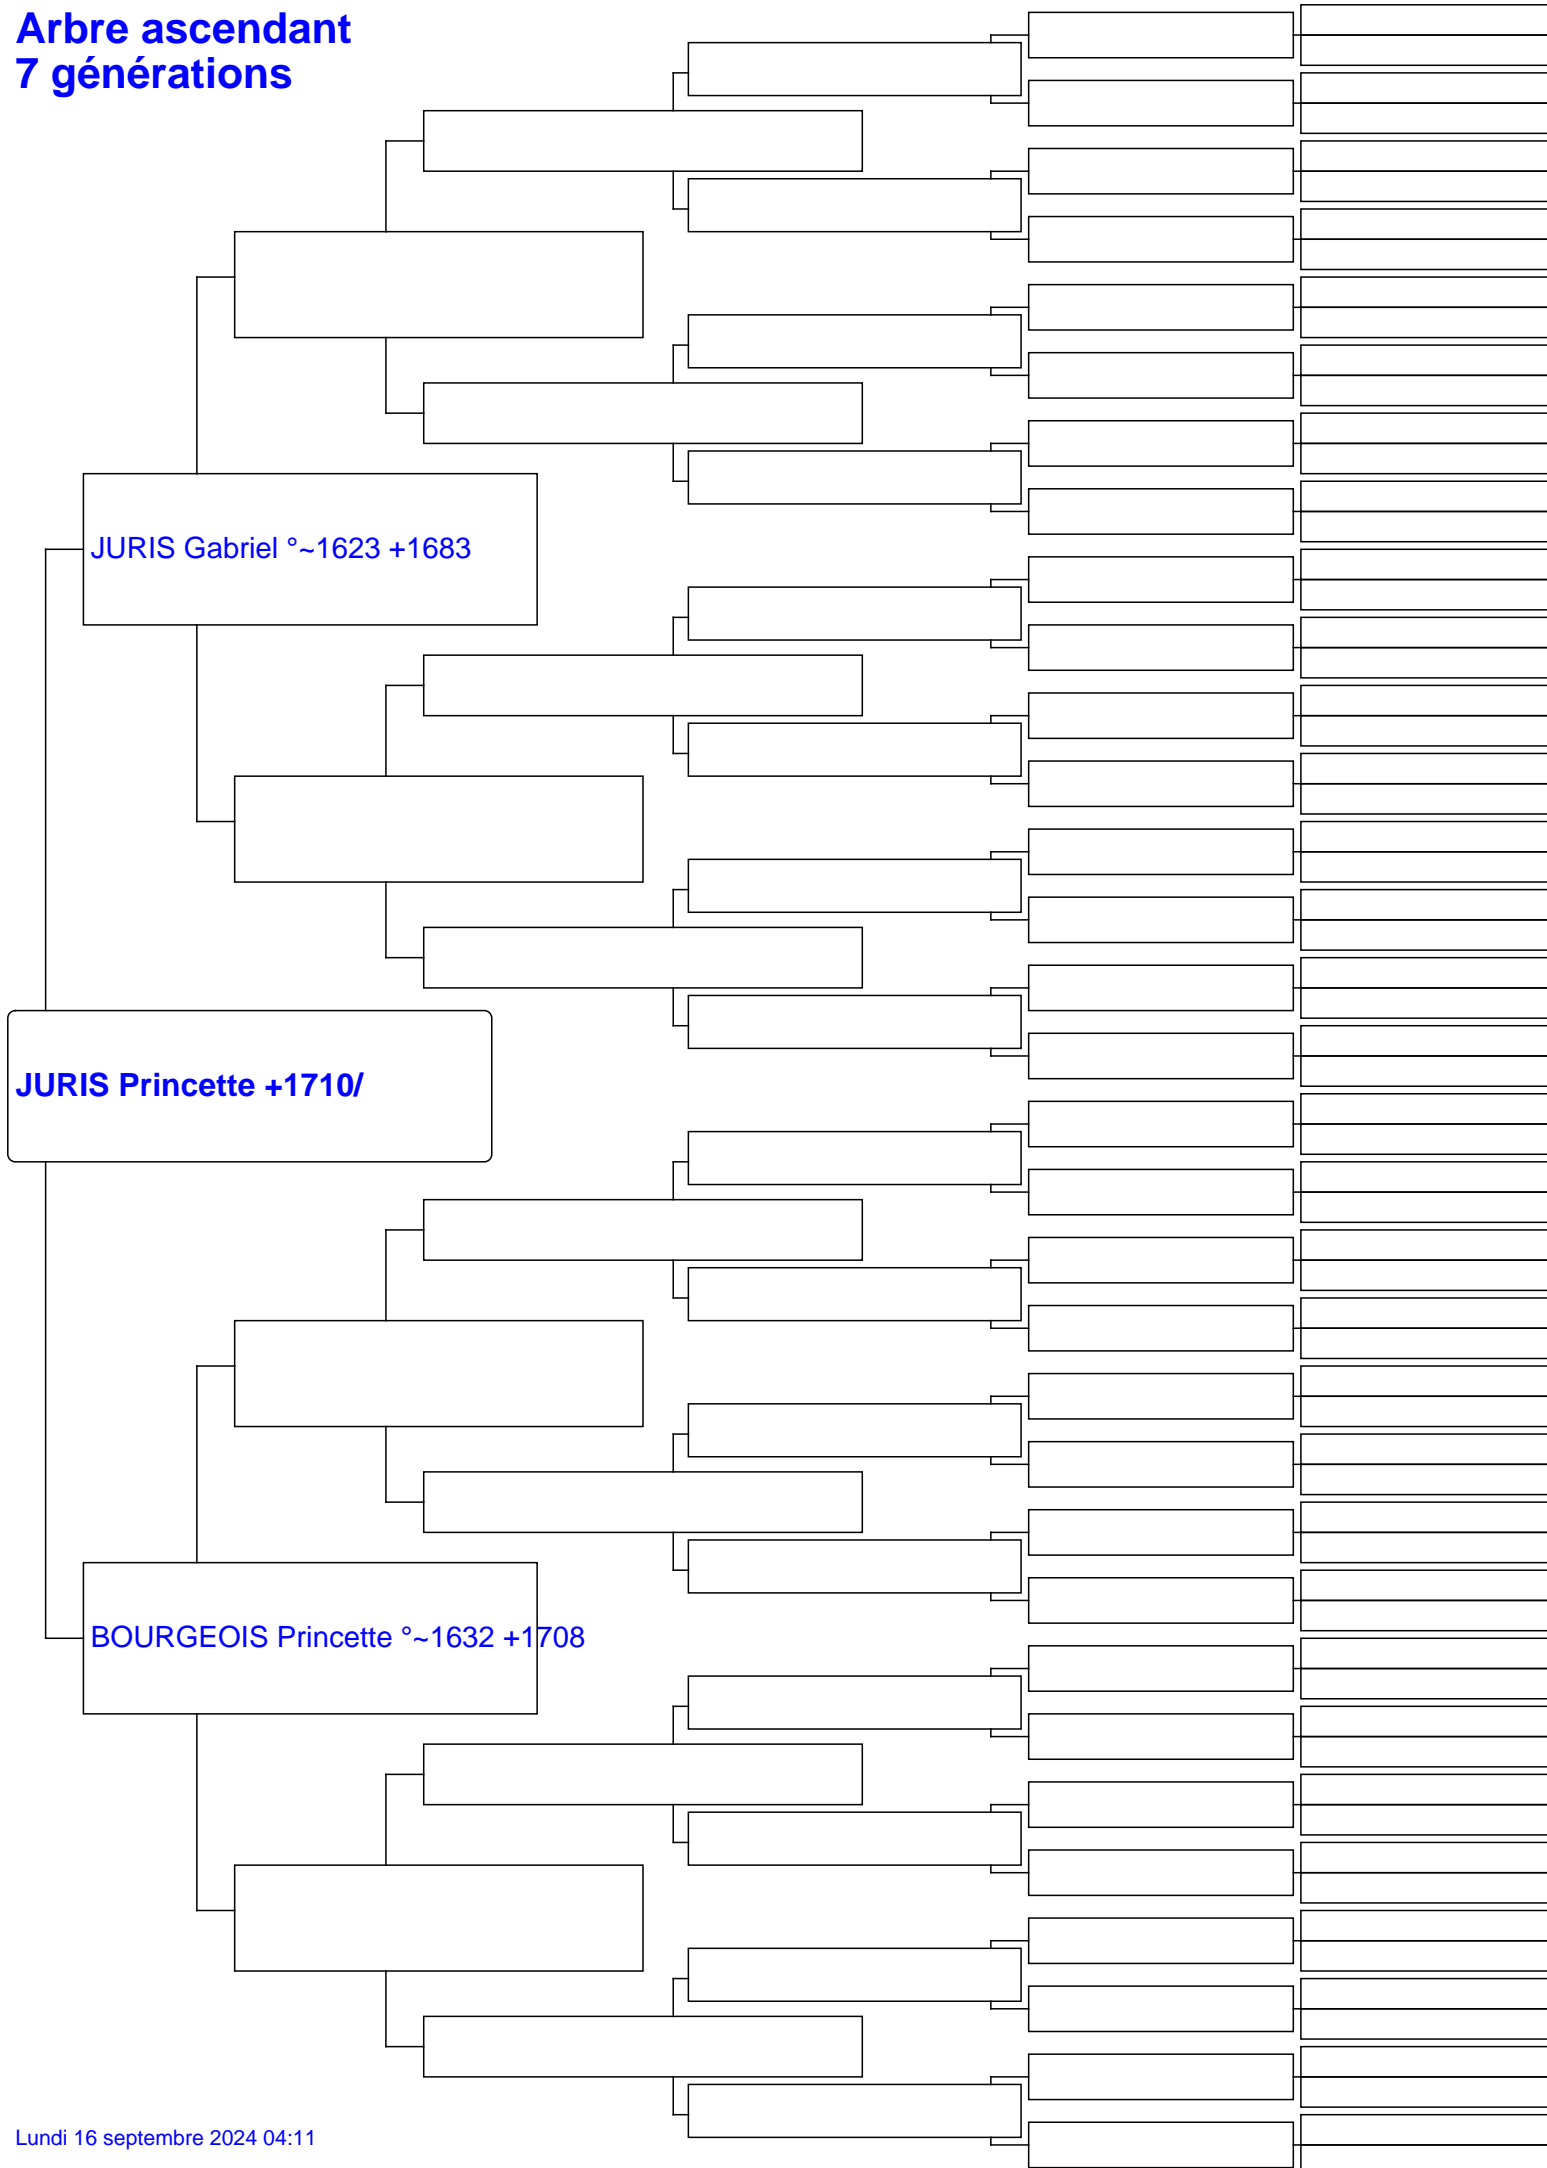 Arbre ascendant
7 générations
JURIS Gabriel °~1623 +1683
JURIS Princette +1710/
BOURGEOIS Princette °~1632 +1708
Lundi 16 septembre 2024 04:11